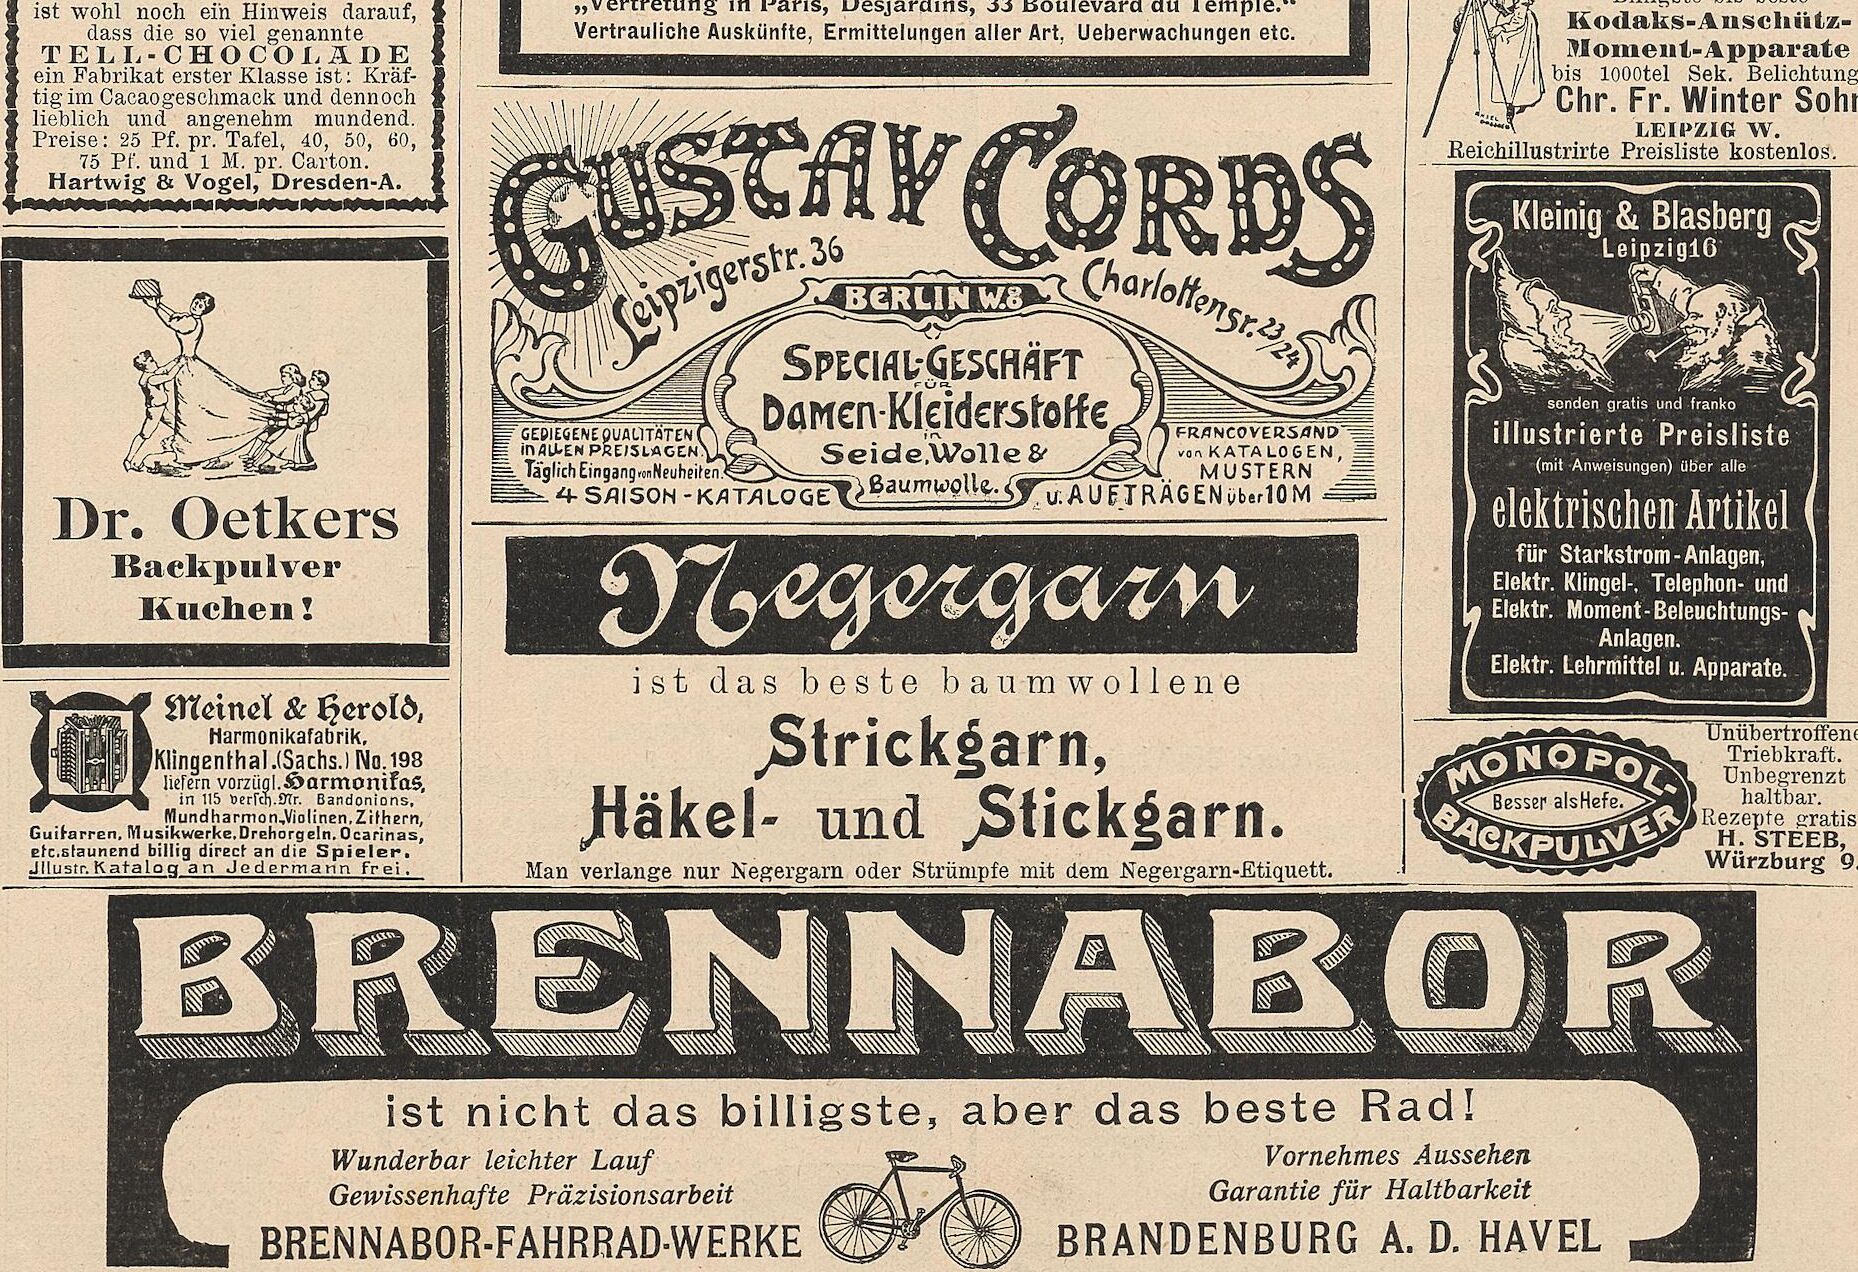 ist wohl noch ein Hinweis darauf,
dass die so viel genannte
TELL-CHOCOLADE
ein Fabrikat erster Klasse ist: Kräf-
tig im Cacaogeschmack und dennoch
lieblich und angenehm mundend.
Preise: 25 Pf. pr. Tafel, 40, 50, 60,
75 Pf. und 1 M. pr. Carton.
Hartwig & Vogel, Dresden-A.
Dr. Oetkers
Backpulver
Kuchen!
Meinel & Herold,
Harmonikafabrik,
Klingenthal.(Sachs.) No. 198
liefern vorzügl. Harmonikas,
in 115 versch. Nr. Bandonions,
Mundharmon,Violinen, Zithern,
Guitarren, Musikwerke, Drehorgeln, Ocarinas,
etc. staunend billig direct an die Spieler.
Jllustr. Katalog an Jedermann frei.
„Vertretung in Paris, Desjardins, 33 Boulevard du Temple.“
Vertrauliche Auskünfte, Ermittelungen aller Art, Ueberwachungen etc.
GUSTAV CORDS
Leipzigerstr. 36
BERLIN W.8
Charlottenstr. 23/24
SPECIAL-GESCHÄFT
FÜR
DAMEN-KLEIDERSTOFFE
in
Seide, Wolle &
Baumwolle.
GEDIEGENE QUALITÄTEN
in ALLEN PREISLAGEN.
Täglich Eingang von Neuheiten.
4 SAISON-KATALOGE
FRANCOVERSAND
von KATALOGEN,
MUSTERN
u. AUFTRÄGEN über 10 M
Negergarn
ist das beste baumwollene
Strickgarn,
Häkel- und Stickgarn.
Man verlange nur Negergarn oder Strümpfe mit dem Negergarn-Etiquett.
Kodaks-Anschütz-
Moment-Apparate
bis 1000tel Sek. Belichtung
Chr. Fr. Winter Sohn
LEIPZIG W.
Reichillustrirte Preisliste kostenlos.
Kleinig & Blasberg
Leipzig 16
senden gratis und franko
illustrierte Preisliste
(mit Anweisungen) über alle
elektrischen Artikel
für Starkstrom-Anlagen,
Elektr. Klingel-, Telephon- und
Elektr. Moment-Beleuchtungs-
Anlagen.
Elektr. Lehrmittel u. Apparate.
MONOPOL-
Besser als Hefe.
BACKPULVER
Unübertroffene
Triebkraft.
Unbegrenzt
haltbar.
Rezepte gratis
H. STEEB,
Würzburg 9.
BRENNABOR
ist nicht das billigste, aber das beste Rad!
Wunderbar leichter Lauf
Gewissenhafte Präzisionsarbeit
BRENNABOR-FAHRRAD-WERKE
Vornehmes Aussehen
Garantie für Haltbarkeit
BRANDENBURG A. D. HAVEL